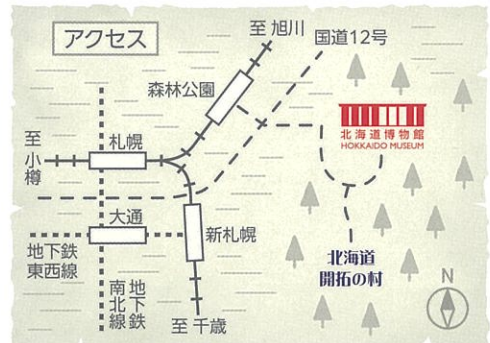 アクセス
至 旭川
国道12号
森林公園
北海道博物館
HOKKAIDO MUSEUM
至
小樽
札幌
大通
新札幌
地下鉄
東西線
地下鉄
南北線
至 千歳
北海道
開拓の村
N